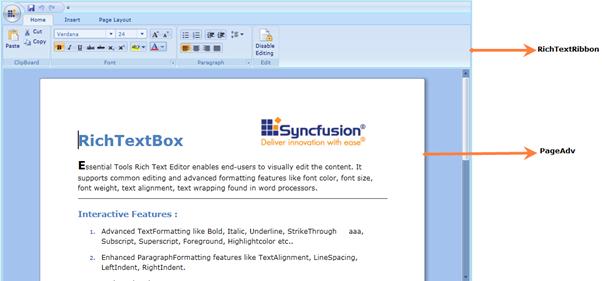 Home Insert Page Layout
Paste
Cut
Copy
Verdana 24
Disable
Editing
ClipBoard Font Paragraph Edit
RichTextRibbon
RichTextBox
Syncfusion®
Deliver innovation with ease®
PageAdv
Essential Tools Rich Text Editor enables end-users to visually edit the content. It
supports common editing and advanced formatting features like font color, font size,
font weight, text alignment, text wrapping found in word processors.
Interactive Features :
1. Advanced TextFormatting like Bold, Italic, Underline, StrikeThrough aaa,
Subscript, Superscript, Foreground, Highlightcolor etc..
2. Enhanced ParagraphFormatting features like TextAlignment, LineSpacing,
LeftIndent, RightIndent.